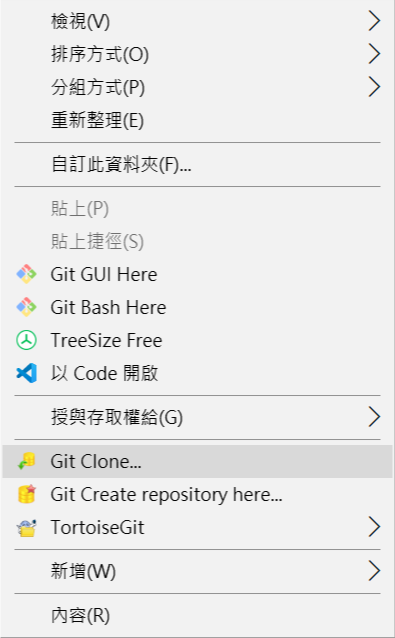 檢視(V)
排序方式(O)
分組方式(P)
重新整理(E)
自訂此資料夾(F)...
貼上(P)
貼上捷徑(S)
Git GUI Here
Git Bash Here
TreeSize Free
以 Code 開啟
授與存取權給(G)
Git Clone...
Git Create repository here...
TortoiseGit
新增(W)
內容(R)